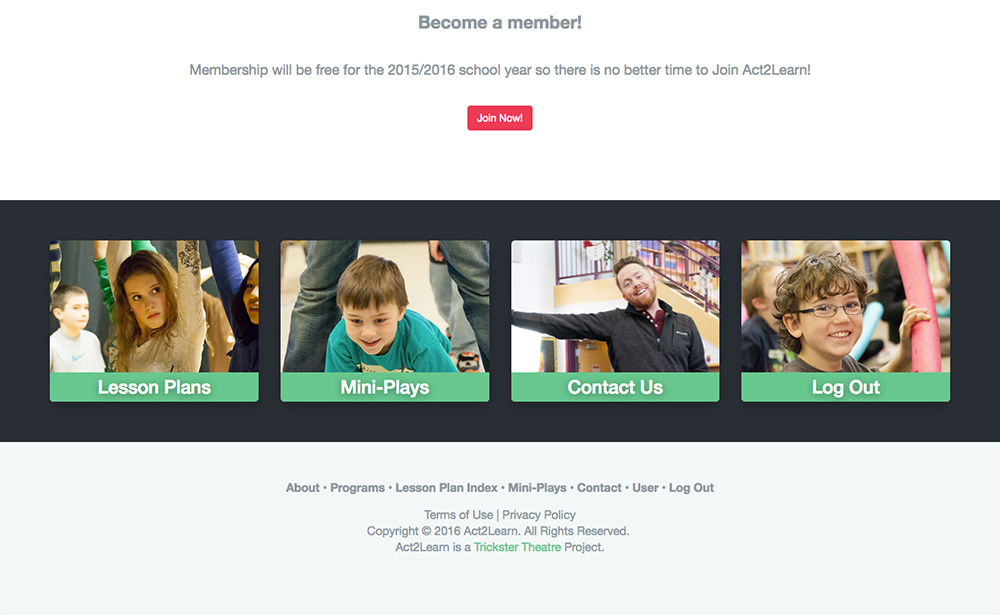 Become a member!
Membership will be free for the 2015/2016 school year so there is no better time to Join Act2Learn!
Join Now!
Lesson Plans
Mini-Plays
Contact Us
Log Out
About • Programs • Lesson Plan Index • Mini-Plays • Contact • User • Log Out
Terms of Use | Privacy Policy
Copyright © 2016 Act2Learn. All Rights Reserved.
Act2Learn is a Trickster Theatre Project.